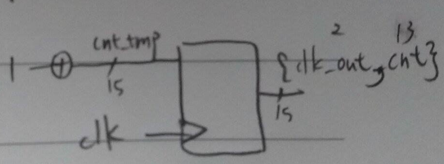 cnt_tmp
2 13
1 15 {clk_out, cnt}
15
clk